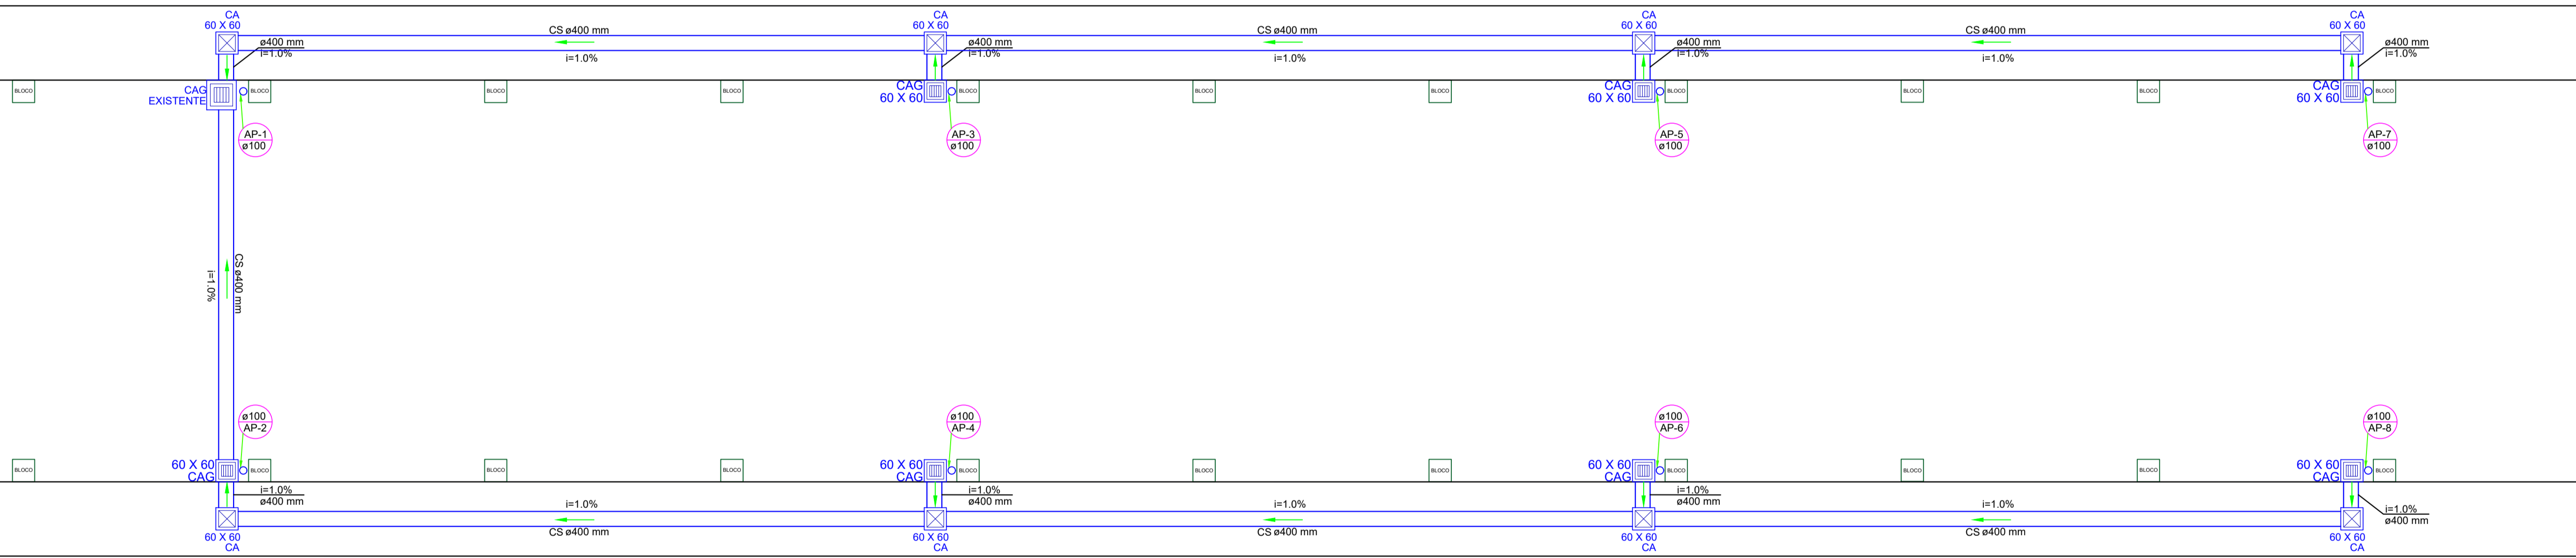 CA
60 X 60
CA
60 X 60
CA
60 X 60
CA
60 X 60
CS ø400 mm
CS ø400 mm
CS ø400 mm
i=1.0%
i=1.0%
i=1.0%
ø400 mm
i=1.0%
ø400 mm
i=1.0%
ø400 mm
i=1.0%
ø400 mm
i=1.0%
BLOCO
CAG
EXISTENTE
BLOCO
BLOCO
BLOCO
CAG
60 X 60
BLOCO
BLOCO
BLOCO
CAG
60 X 60
BLOCO
BLOCO
BLOCO
CAG
60 X 60
BLOCO
AP-1
ø100
AP-3
ø100
AP-5
ø100
AP-7
ø100
i=1.0%
CS ø400 mm
ø100
AP-2
ø100
AP-4
ø100
AP-6
ø100
AP-8
BLOCO
60 X 60
CAG
BLOCO
BLOCO
BLOCO
60 X 60
CAG
BLOCO
BLOCO
BLOCO
60 X 60
CAG
BLOCO
BLOCO
BLOCO
60 X 60
CAG
BLOCO
i=1.0%
ø400 mm
i=1.0%
ø400 mm
i=1.0%
ø400 mm
i=1.0%
ø400 mm
i=1.0%
i=1.0%
i=1.0%
CS ø400 mm
CS ø400 mm
CS ø400 mm
60 X 60
CA
60 X 60
CA
60 X 60
CA
60 X 60
CA